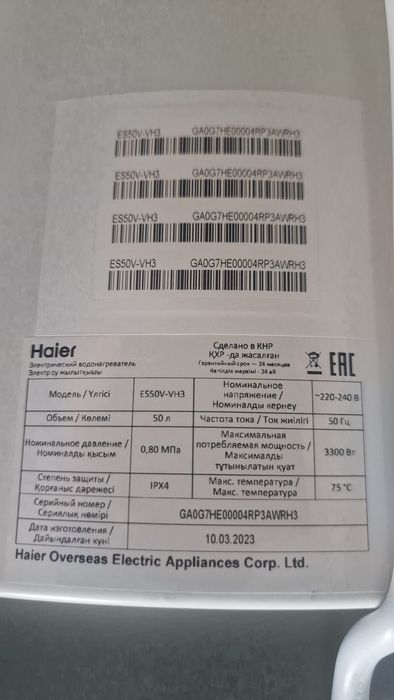 ES50V-VH3 GA0G7HE00004RP3AWRH3
ES50V-VH3 GA0G7HE00004RP3AWRH3
ES50V-VH3 GA0G7HE00004RP3AWRH3
ES50V-VH3 GA0G7HE00004RP3AWRH3
Haier
Электрический водонагреватель
Электр су жылытқышы
Сделано в КНР
ҚХР -да жасалған
Гарантийный срок — 24 месяцев
Кепілдік мерзімі - 24 ай
EAC
Модель / Үлгісі ES50V-VH3 Номинальное напряжение / Номиналды кернеу ~220-240 В
Объем / Көлемі 50 л Частота тока / Ток жиілігі 50 Гц
Номинальное давление / Номиналды қысым 0,80 МПа Максимальная потребляемая мощность / Максималды тұтынылатын қуат 3300 Вт
Степень защиты / Қорғаныс дәрежесі IPX4 Макс. температура / Макс. температура 75 °C
Серийный номер / Сериялық нөмірі GA0G7HE00004RP3AWRH3
Дата изготовления / Дайындалған күні 10.03.2023
Haier Overseas Electric Appliances Corp. Ltd.